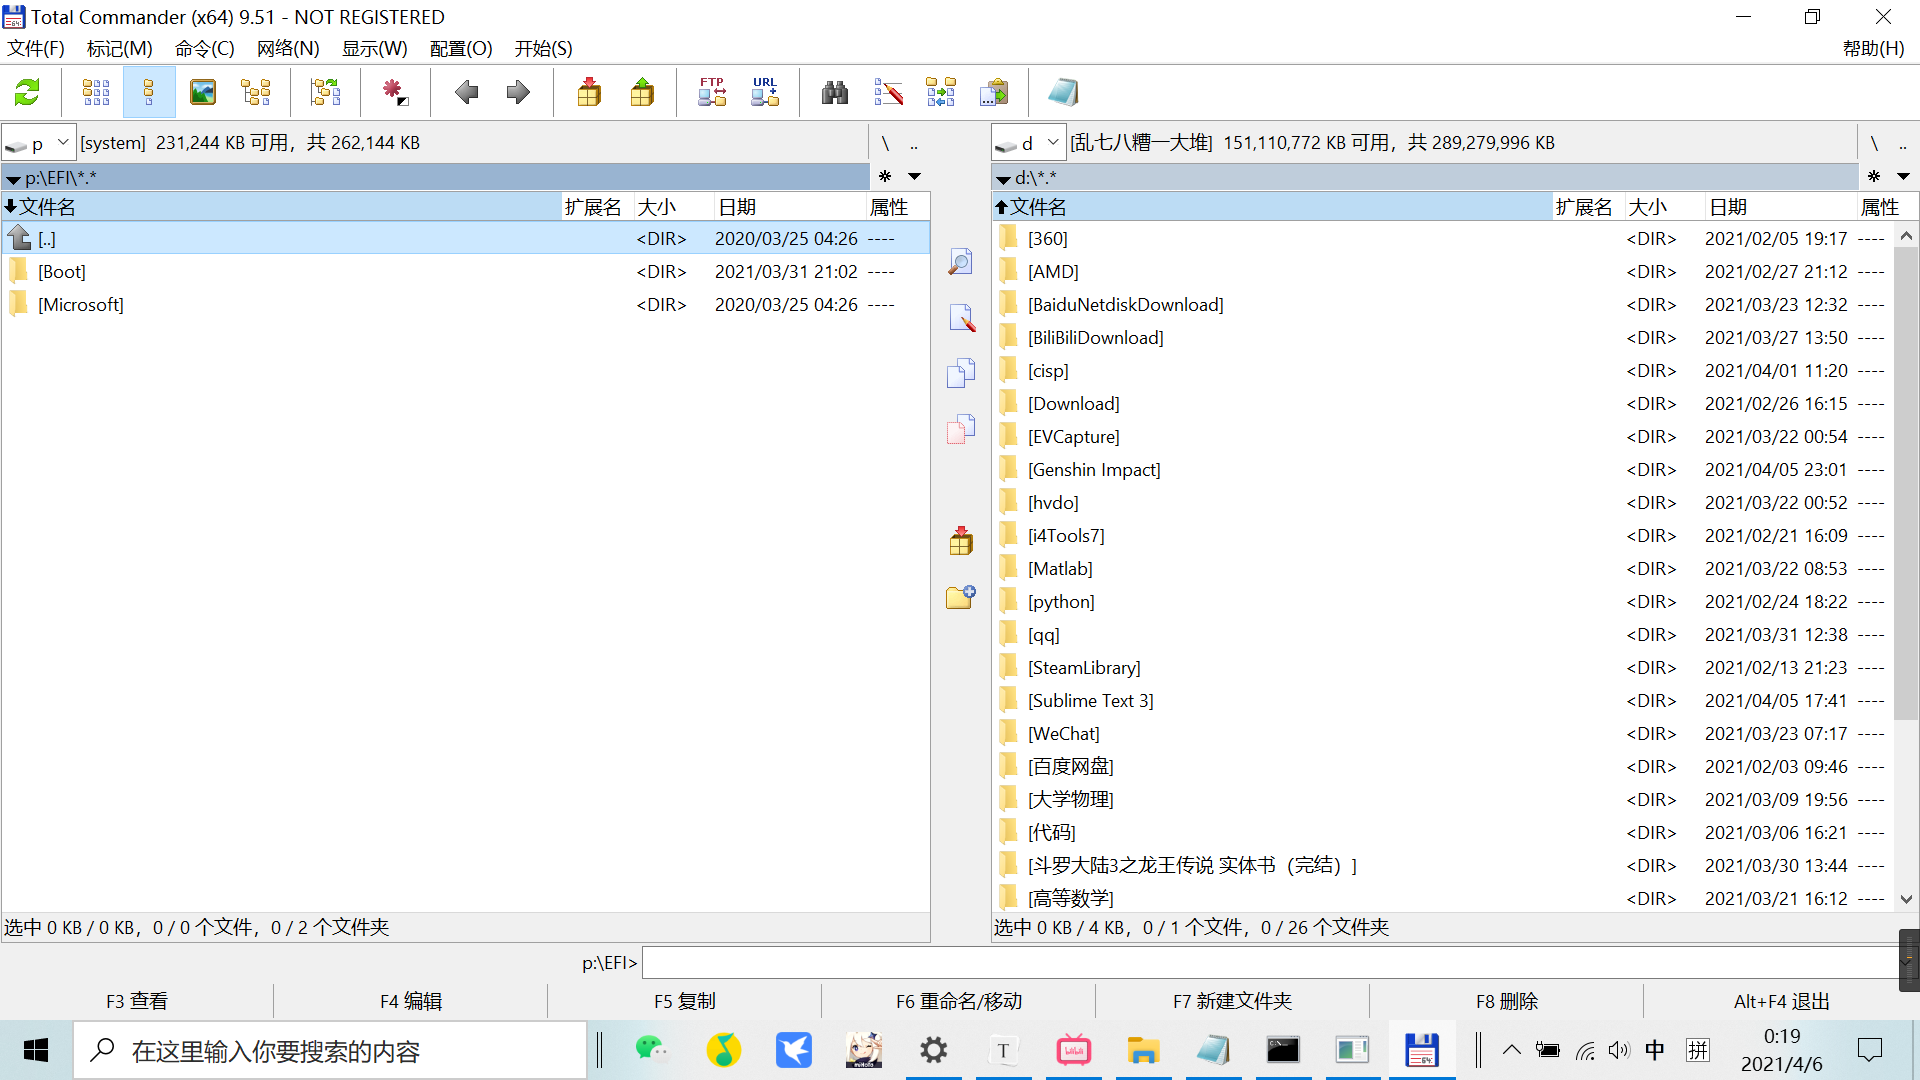 Total Commander (x64) 9.51 - NOT REGISTERED
文件(F) 标记(M) 命令(C) 网络(N) 显示(W) 配置(O) 开始(S) 帮助(H)
FTP URL
p [system] 231,244 KB 可用，共 262,144 KB \ ..
d [乱七八糟一大堆] 151,110,772 KB 可用，共 289,279,996 KB \ ..
p:\EFI\*.* *
d:\*.* *
文件名 扩展名 大小 日期 属性
[..] <DIR> 2020/03/25 04:26 ----
[Boot] <DIR> 2021/03/31 21:02 ----
[Microsoft] <DIR> 2020/03/25 04:26 ----
选中 0 KB / 0 KB，0 / 0 个文件，0 / 2 个文件夹
文件名 扩展名 大小 日期 属性
[360] <DIR> 2021/02/05 19:17 ----
[AMD] <DIR> 2021/02/27 21:12 ----
[BaiduNetdiskDownload] <DIR> 2021/03/23 12:32 ----
[BiliBiliDownload] <DIR> 2021/03/27 13:50 ----
[cisp] <DIR> 2021/04/01 11:20 ----
[Download] <DIR> 2021/02/26 16:15 ----
[EVCapture] <DIR> 2021/03/22 00:54 ----
[Genshin Impact] <DIR> 2021/04/05 23:01 ----
[hvdo] <DIR> 2021/03/22 00:52 ----
[i4Tools7] <DIR> 2021/02/21 16:09 ----
[Matlab] <DIR> 2021/03/22 08:53 ----
[python] <DIR> 2021/02/24 18:22 ----
[qq] <DIR> 2021/03/31 12:38 ----
[SteamLibrary] <DIR> 2021/02/13 21:23 ----
[Sublime Text 3] <DIR> 2021/04/05 17:41 ----
[WeChat] <DIR> 2021/03/23 07:17 ----
[百度网盘] <DIR> 2021/02/03 09:46 ----
[大学物理] <DIR> 2021/03/09 19:56 ----
[代码] <DIR> 2021/03/06 16:21 ----
[斗罗大陆3之龙王传说 实体书（完结）] <DIR> 2021/03/30 13:44 ----
[高等数学] <DIR> 2021/03/21 16:12 ----
选中 0 KB / 4 KB，0 / 1 个文件，0 / 26 个文件夹
p:\EFI>
F3 查看 F4 编辑 F5 复制 F6 重命名/移动 F7 新建文件夹 F8 删除 Alt+F4 退出
在这里输入你要搜索的内容
T
64
中 拼
0:19
2021/4/6